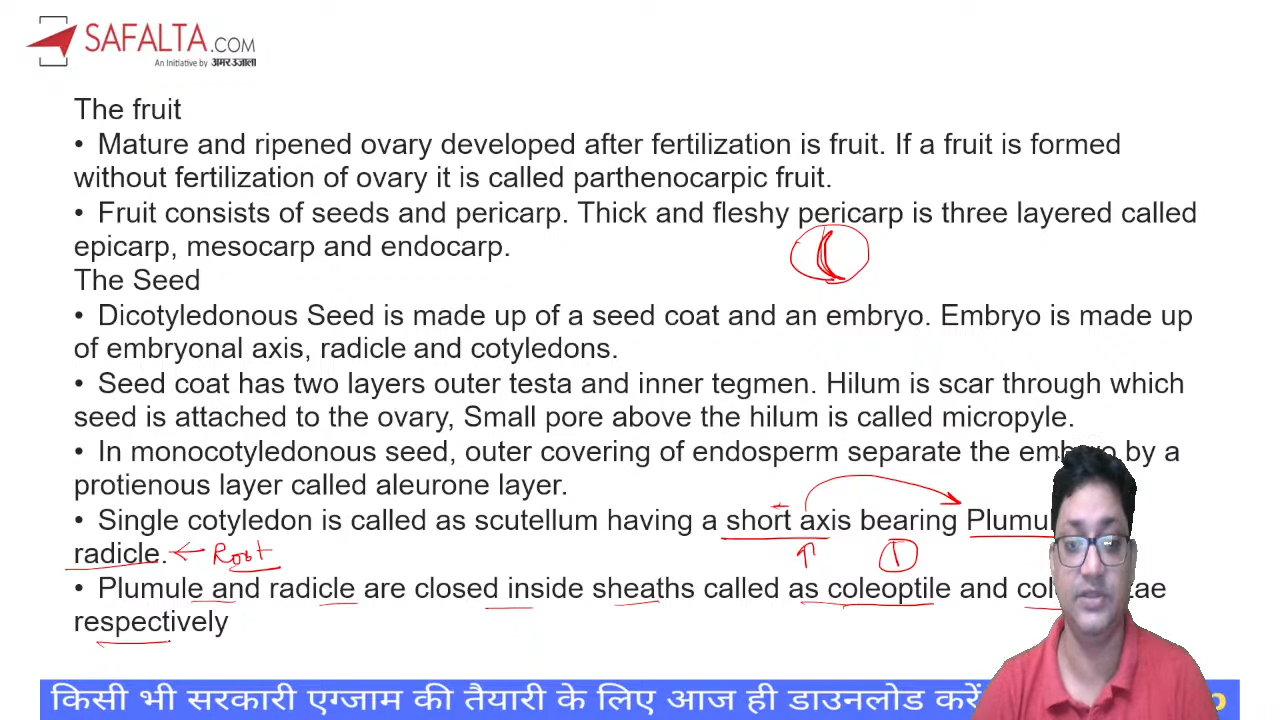 SAFALTA.COM
An Initiative by अमर उजाला
The fruit
• Mature and ripened ovary developed after fertilization is fruit. If a fruit is formed
without fertilization of ovary it is called parthenocarpic fruit.
• Fruit consists of seeds and pericarp. Thick and fleshy pericarp is three layered called
epicarp, mesocarp and endocarp.
The Seed
• Dicotyledonous Seed is made up of a seed coat and an embryo. Embryo is made up
of embryonal axis, radicle and cotyledons.
• Seed coat has two layers outer testa and inner tegmen. Hilum is scar through which
seed is attached to the ovary, Small pore above the hilum is called micropyle.
• In monocotyledonous seed, outer covering of endosperm separate the embryo by a
protienous layer called aleurone layer.
• Single cotyledon is called as scutellum having a short axis bearing
radicle. Root
• Plumule and radicle are closed inside sheaths called as coleoptile and
respectively
किसी भी सरकारी एग्जाम की तैयारी के लिए आज ही डाउनलोड करें